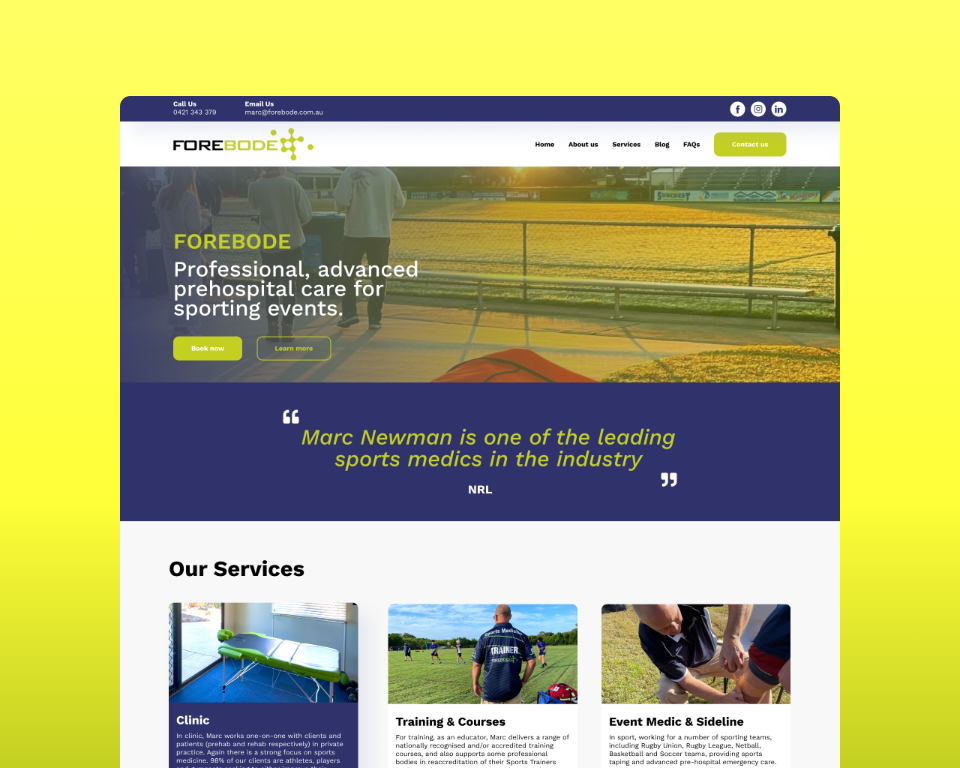 Call Us
0421 343 379
Email Us
marc@forebode.com.au
FOREBODE
Home
About us
Services
Blog
FAQs
Contact us
FOREBODE
Professional, advanced
prehospital care for
sporting events.
Book now
Learn more
“
Marc Newman is one of the leading
sports medics in the industry
”
NRL
Our Services
Sports Medicine
TRAINER
Clinic
In clinic, Marc works one-on-one with clients and
patients (prehab and rehab respectively) in private
practice. Again there is a strong focus on sports
medicine. 98% of our clients are athletes, players
Training & Courses
For training, as an educator, Marc delivers a range of
nationally recognised and/or accredited training
courses, and also supports some professional
bodies in reaccreditation of their Sports Trainers
Event Medic & Sideline
In sport, working for a number of sporting teams,
including Rugby Union, Rugby League, Netball,
Basketball and Soccer teams, providing sports
taping and advanced pre-hospital emergency care.